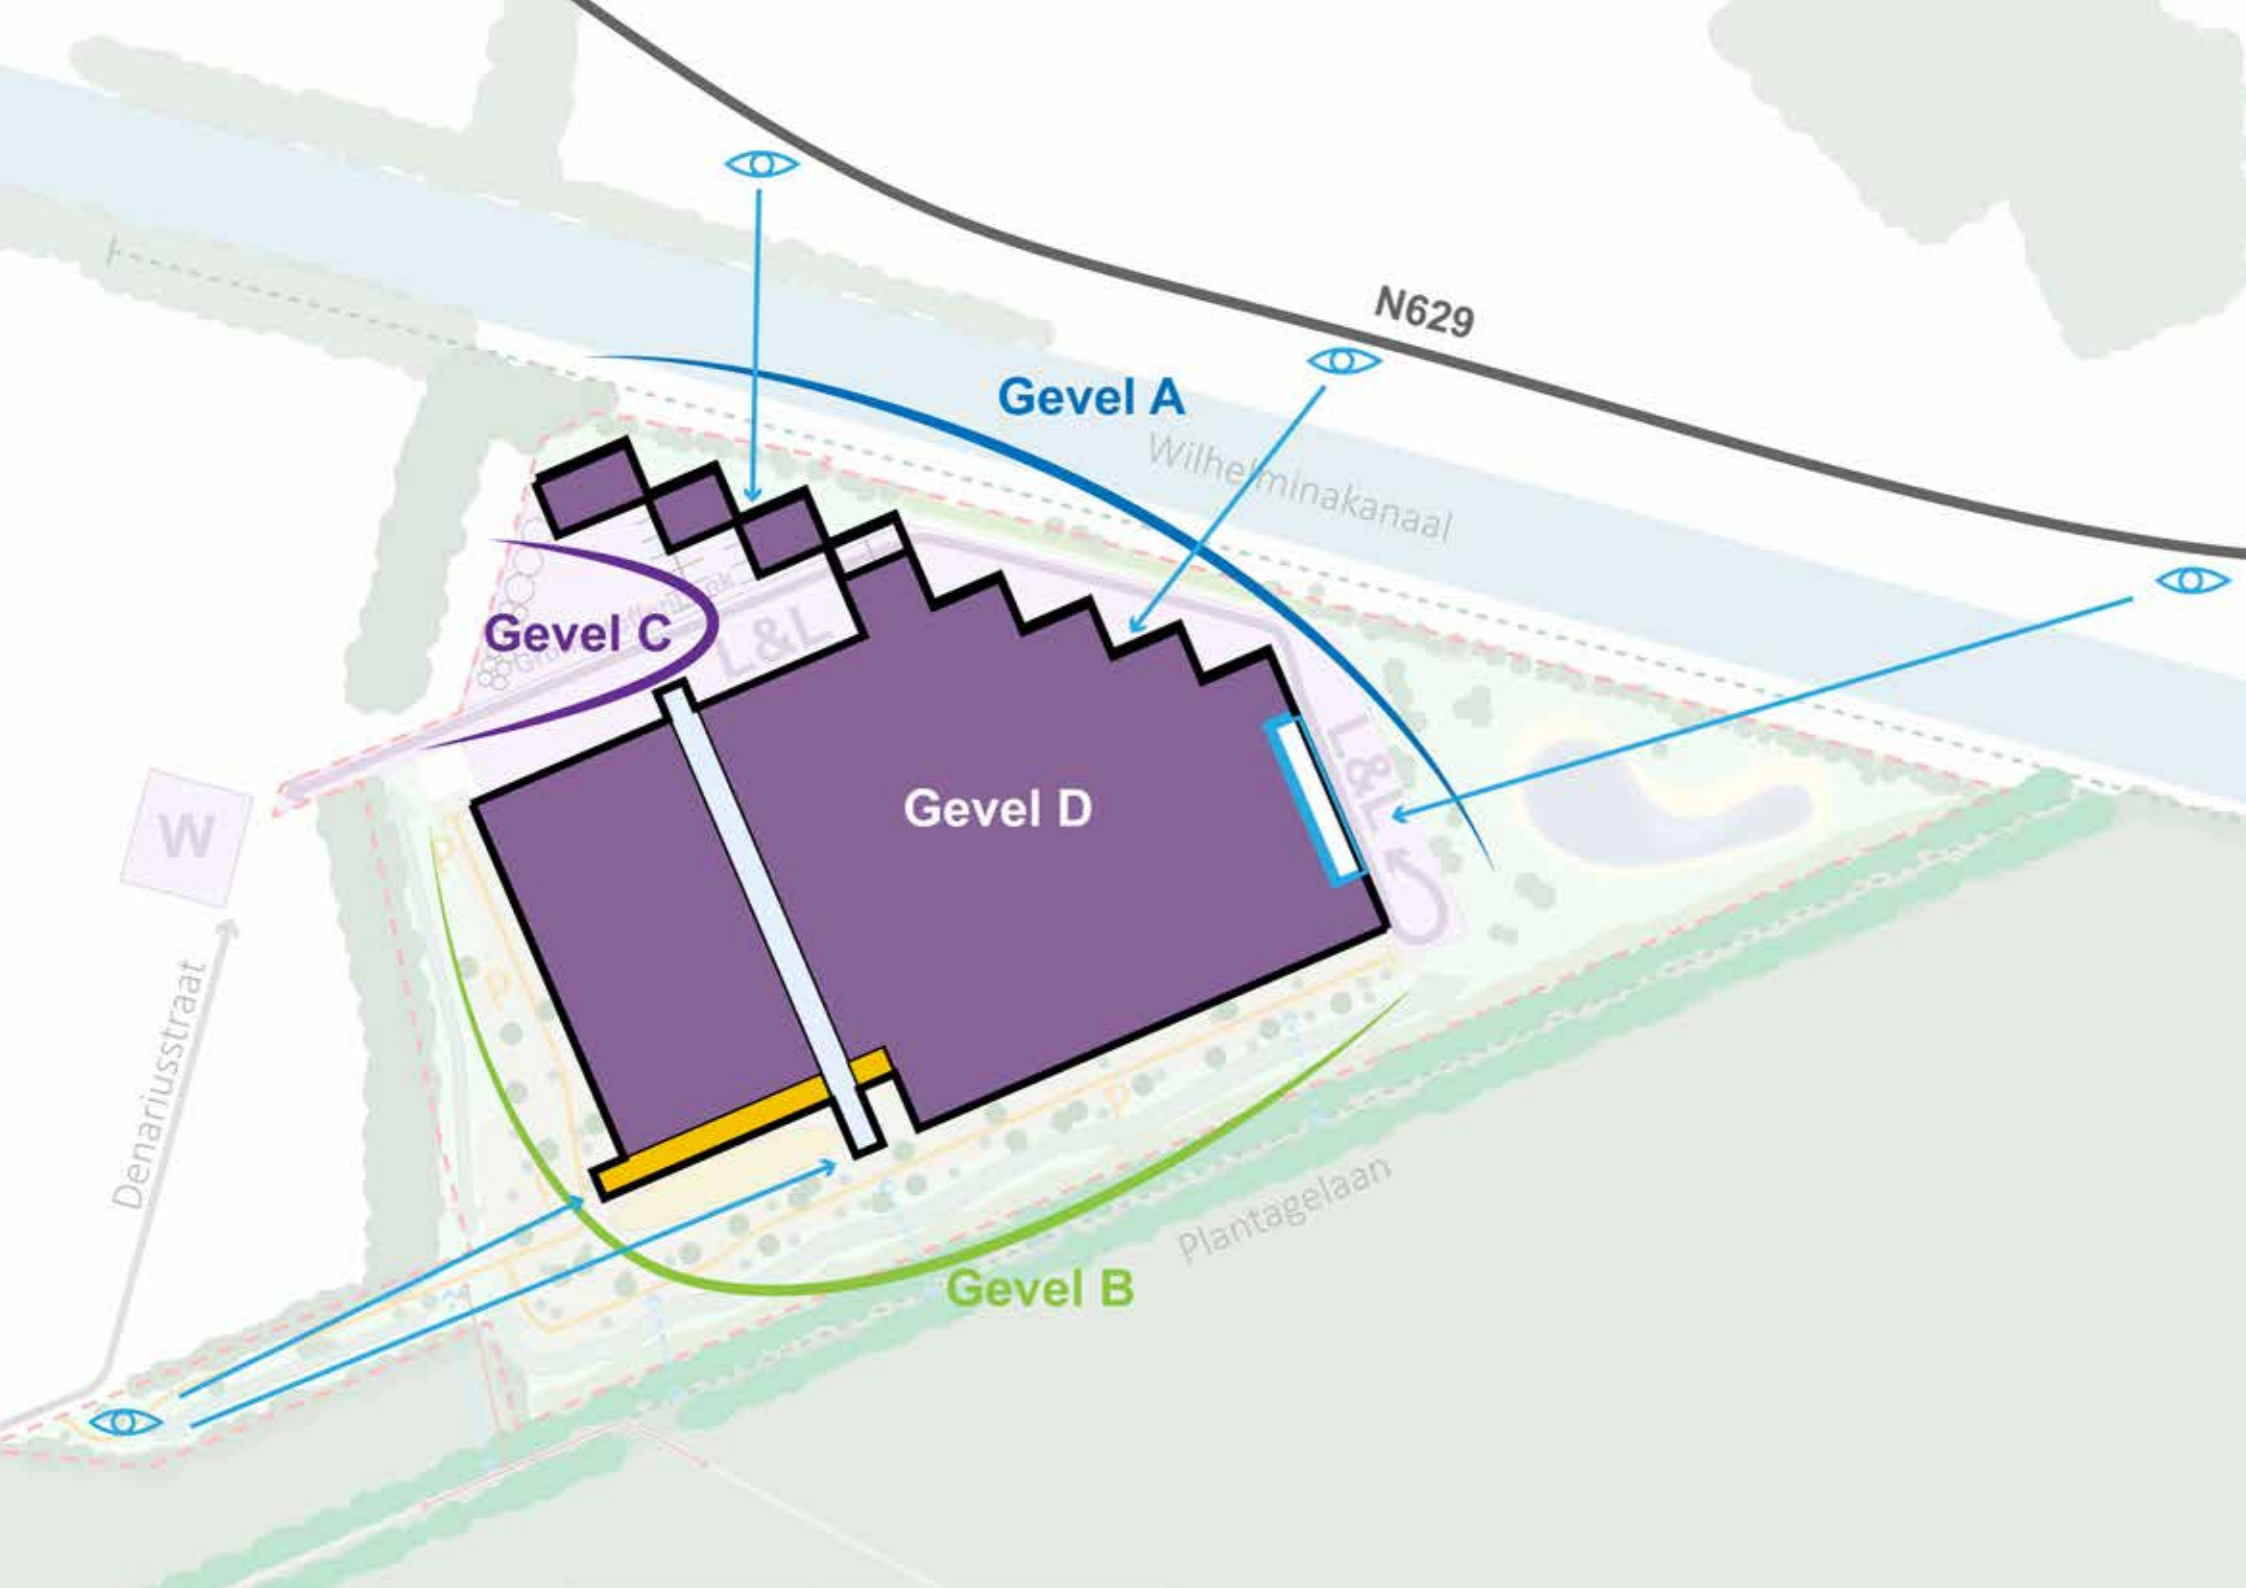 N629
Gevel A
Wilhelminakanaal
Gevel C
L&L
Gevel D
L&L
W
P
P
Denariusstraat
P
Plantagelaan
Gevel B